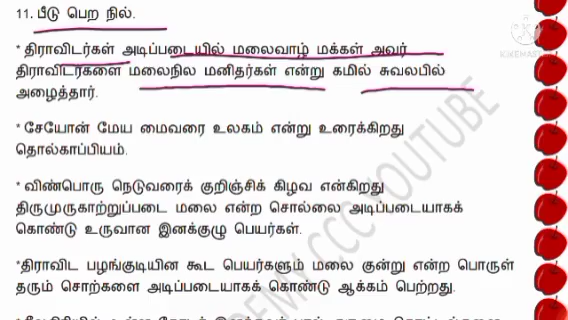 11. பீடு பெற நில்.
* திராவிடர்கள் அடிப்படையில் மலைவாழ் மக்கள் அவர்
திராவிடர்களை மலைநில மனிதர்கள் என்று கமில் சுவலபில்
அழைத்தார்.
* சேயோன் மேய மைவரை உலகம் என்று உரைக்கிறது
தொல்காப்பியம்.
* விண்பொரு நெடுவரைக் குறிஞ்சிக் கிழவ என்கிறது
திருமுருகாற்றுப்படை மலை என்ற சொல்லை அடிப்படையாகக்
கொண்டு உருவான இனக்குழு பெயர்கள்.
*திராவிட பழங்குடியின கூட பெயர்களும் மலை குன்று என்ற பொருள்
தரும் சொற்களை அடிப்படையாகக் கொண்டு ஆக்கம் பெற்றது.
CCC YOUTUBE